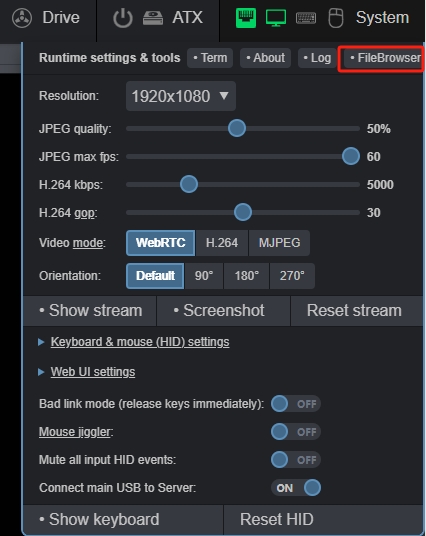 Drive ATX System
Runtime settings & tools • Term • About • Log • FileBrowser
Resolution: 1920x1080 ▼
JPEG quality: 50%
JPEG max fps: 60
H.264 kbps: 5000
H.264 gop: 30
Video mode: WebRTC H.264 MJPEG
Orientation: Default 90° 180° 270°
• Show stream • Screenshot Reset stream
Keyboard & mouse (HID) settings
Web UI settings
Bad link mode (release keys immediately): OFF
Mouse jiggler: OFF
Mute all input HID events: OFF
Connect main USB to Server: ON
• Show keyboard Reset HID